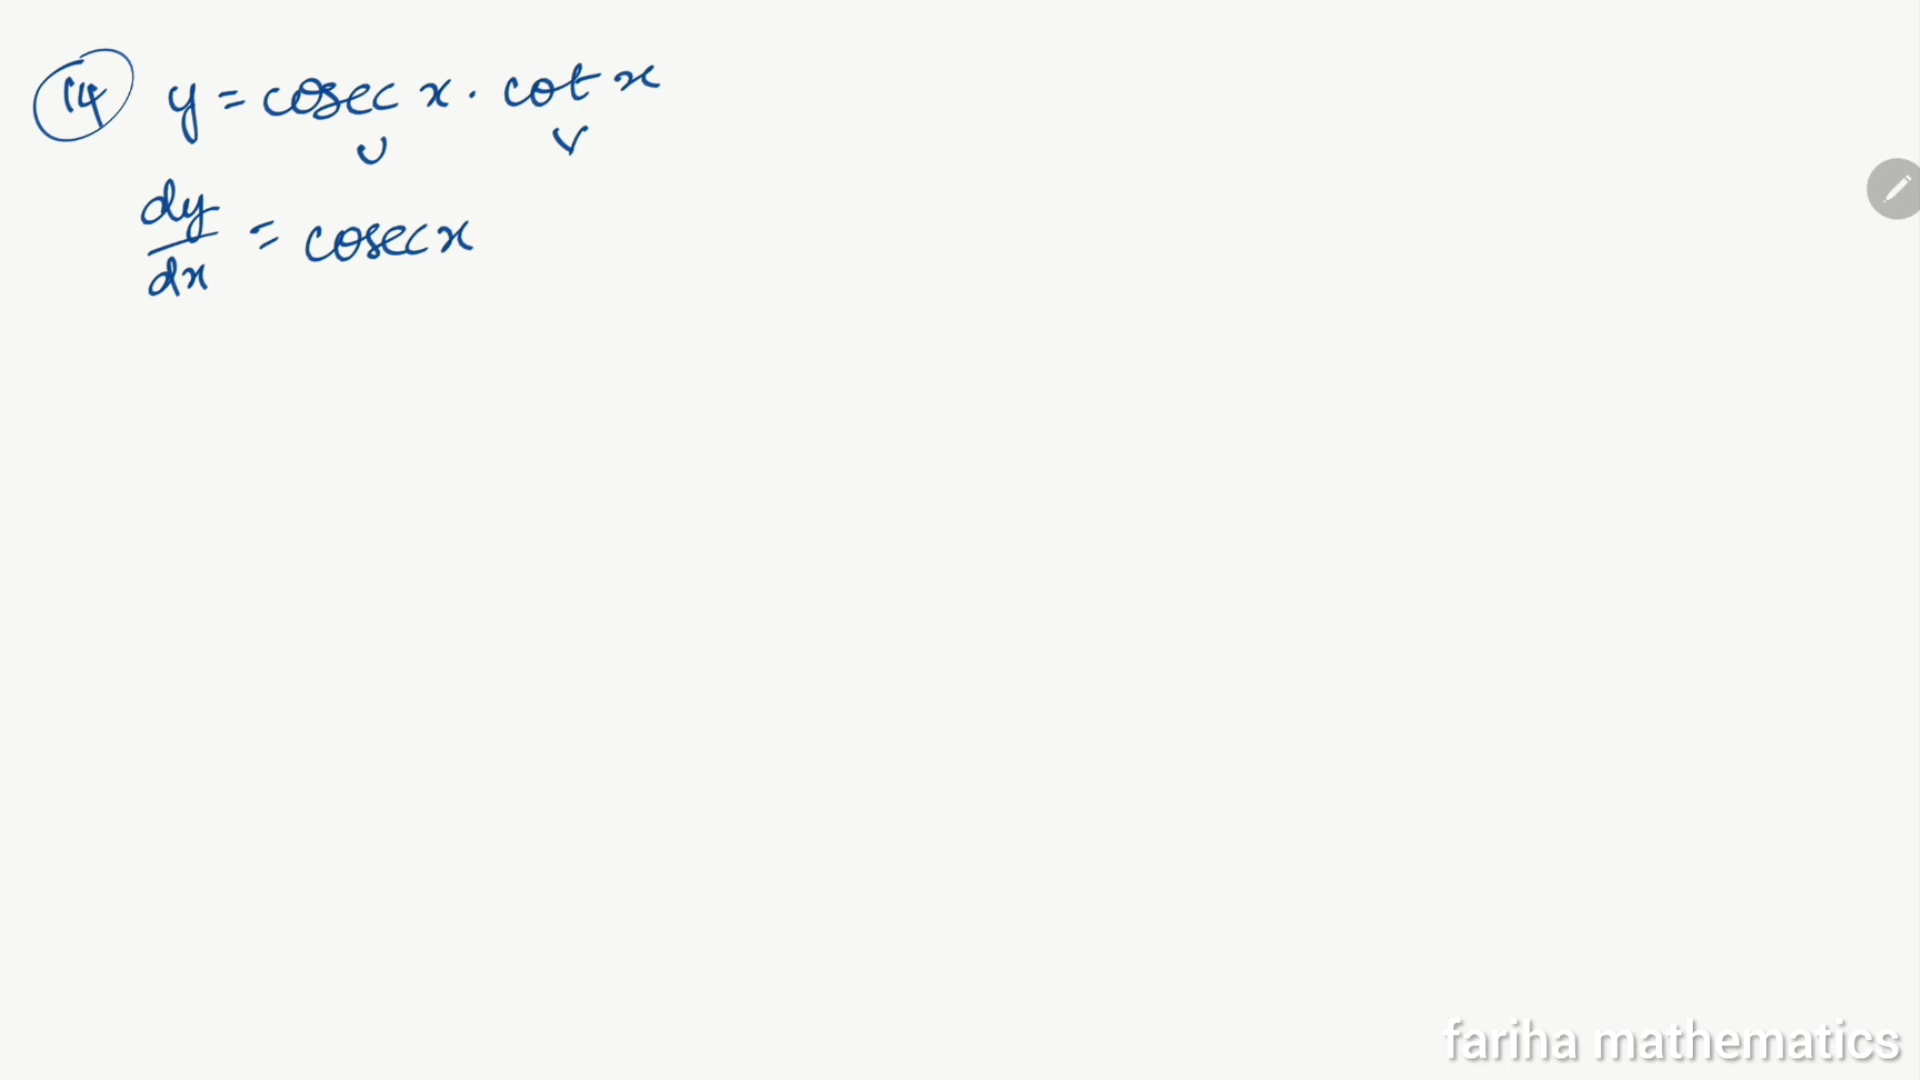 (14) y = cosec x . cot x
U V
dy/dx = cosec x
fariha mathematics